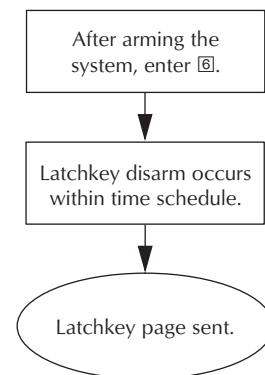 After arming the
system, enter 6.
Latchkey disarm occurs
within time schedule.
Latchkey page sent.